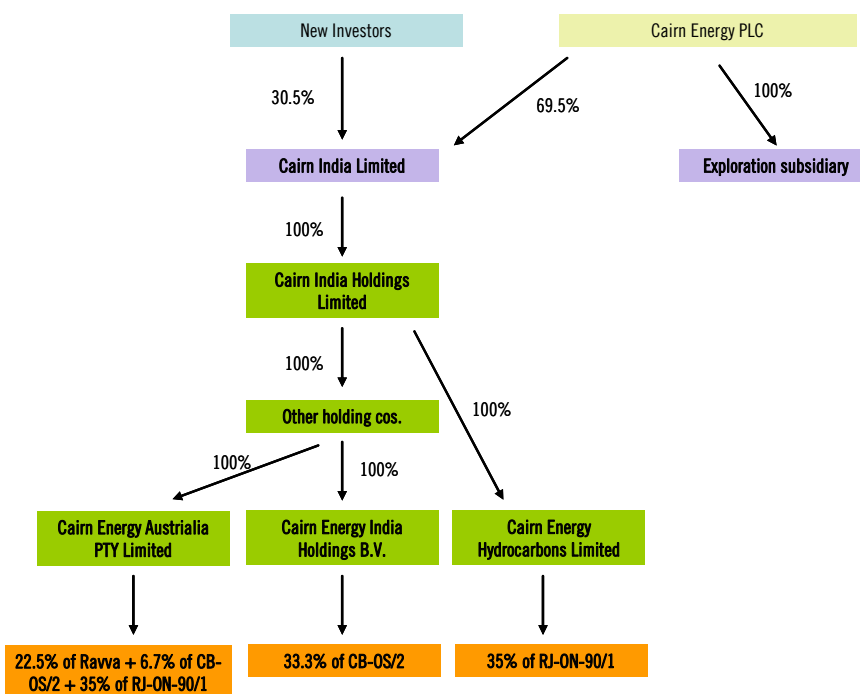 New Investors
Cairn Energy PLC
30.5%
69.5%
100%
Cairn India Limited
Exploration subsidiary
100%
Cairn India Holdings
Limited
100%
100%
Other holding cos.
100%
100%
Cairn Energy Austrialia
PTY Limited
Cairn Energy India
Holdings B.V.
Cairn Energy
Hydrocarbons Limited
22.5% of Ravva + 6.7% of CB-
OS/2 + 35% of RJ-ON-90/1
33.3% of CB-OS/2
35% of RJ-ON-90/1